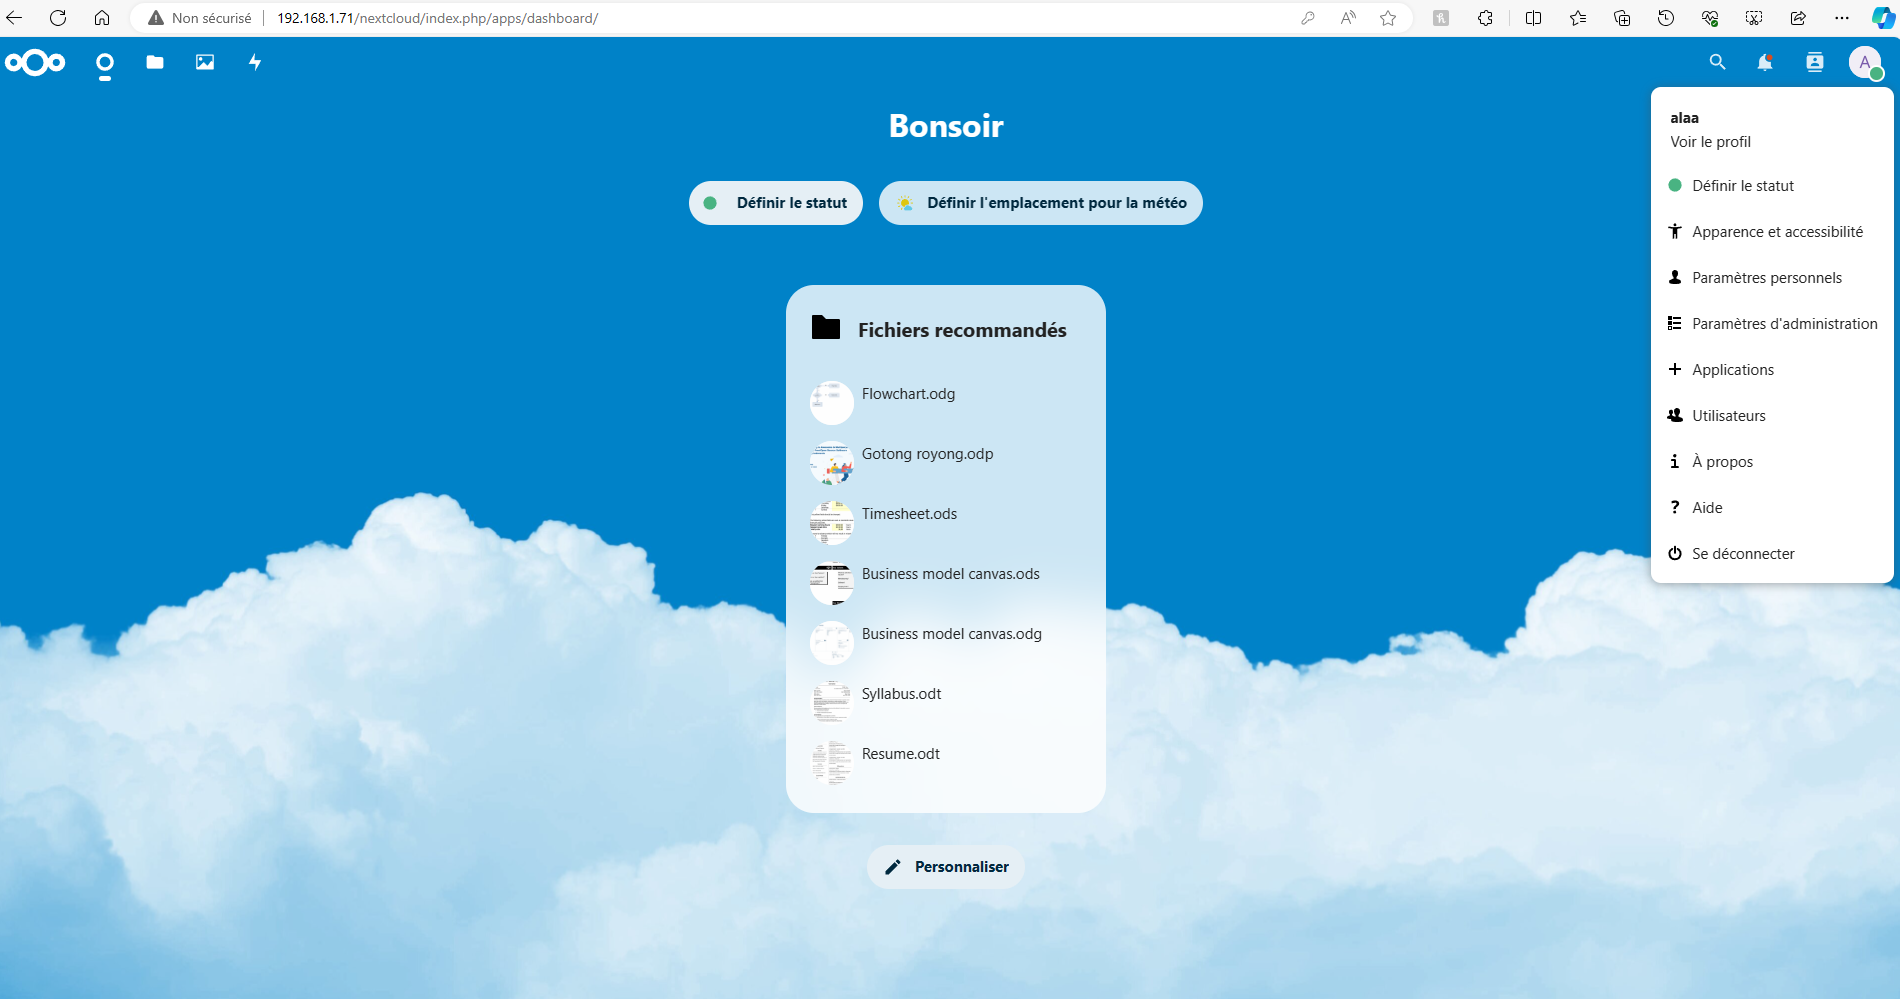 Non sécurisé
192.168.1.71/nextcloud/index.php/apps/dashboard/
A
Bonsoir
Définir le statut
Définir l'emplacement pour la météo
alaa
Voir le profil
Définir le statut
Apparence et accessibilité
Paramètres personnels
Paramètres d'administration
Applications
Utilisateurs
À propos
Aide
Se déconnecter
Fichiers recommandés
Flowchart.odg
Gotong royong.odp
Timesheet.ods
Business model canvas.ods
Business model canvas.odg
Syllabus.odt
Resume.odt
Personnaliser